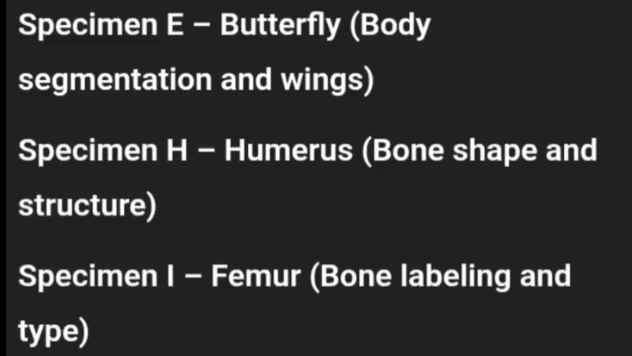 Specimen E – Butterfly (Body
segmentation and wings)
Specimen H – Humerus (Bone shape and
structure)
Specimen I – Femur (Bone labeling and
type)